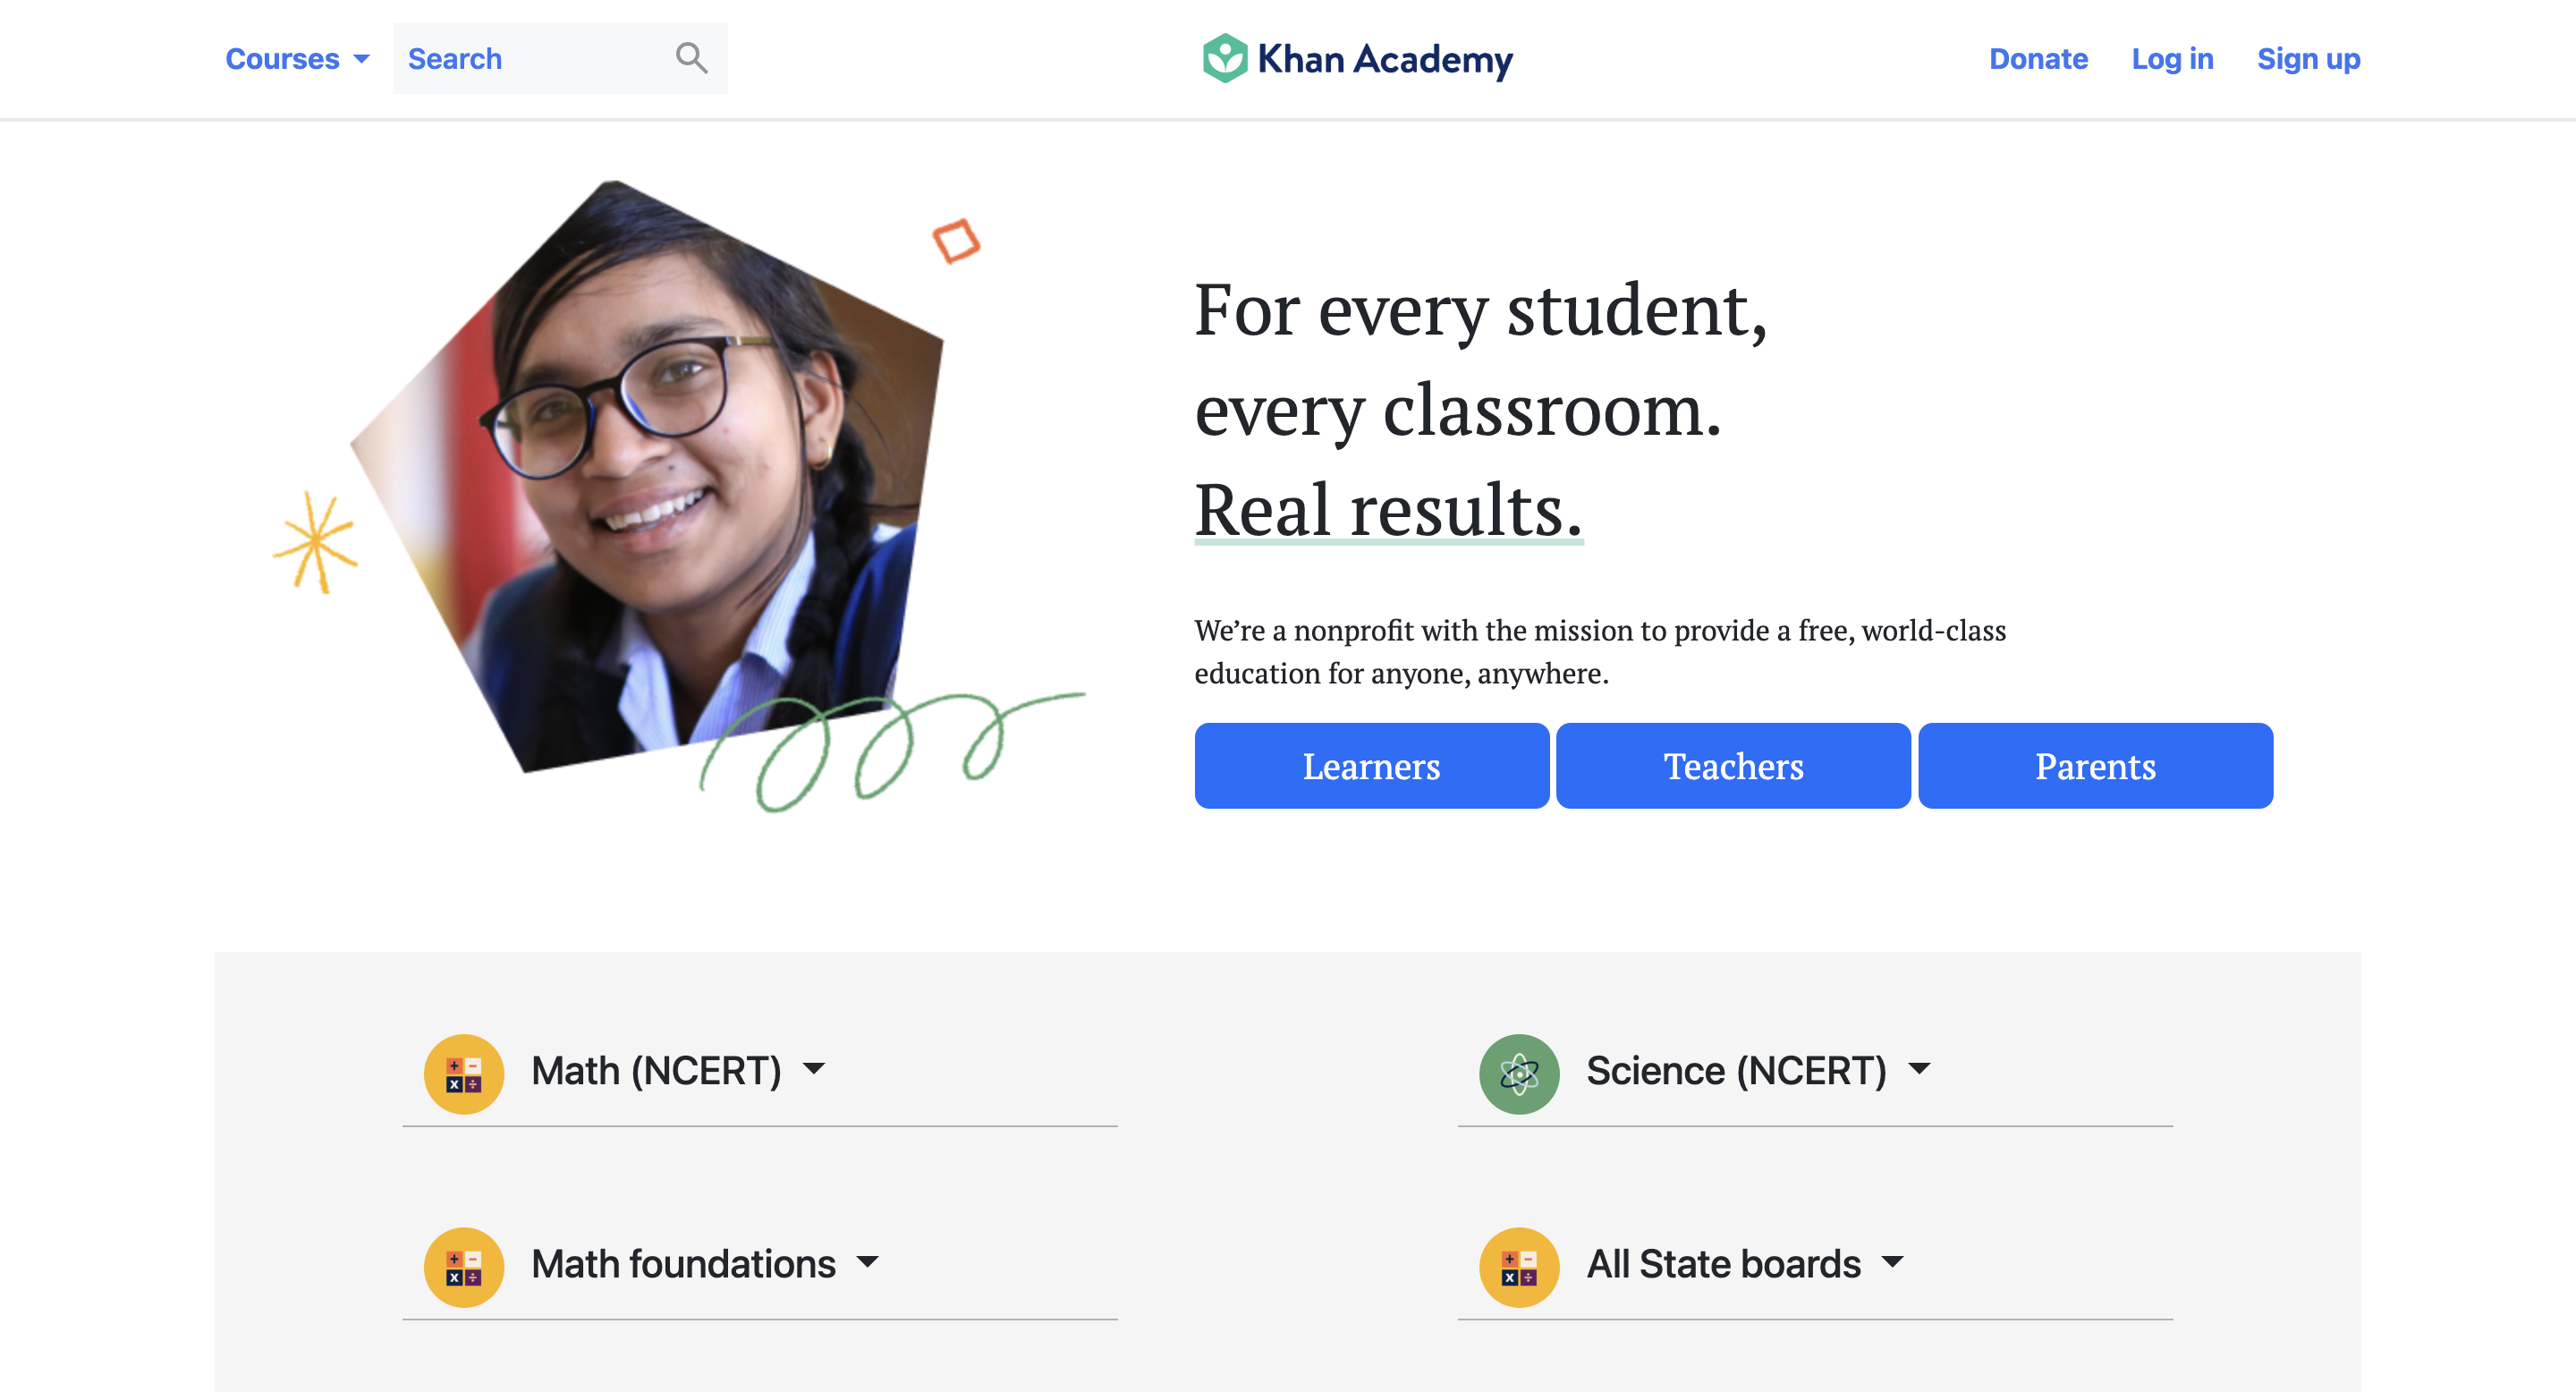 Courses
Search
Khan Academy
Donate
Log in
Sign up
For every student,
every classroom.
Real results.
We’re a nonprofit with the mission to provide a free, world-class
education for anyone, anywhere.
Learners
Teachers
Parents
Math (NCERT)
Science (NCERT)
Math foundations
All State boards